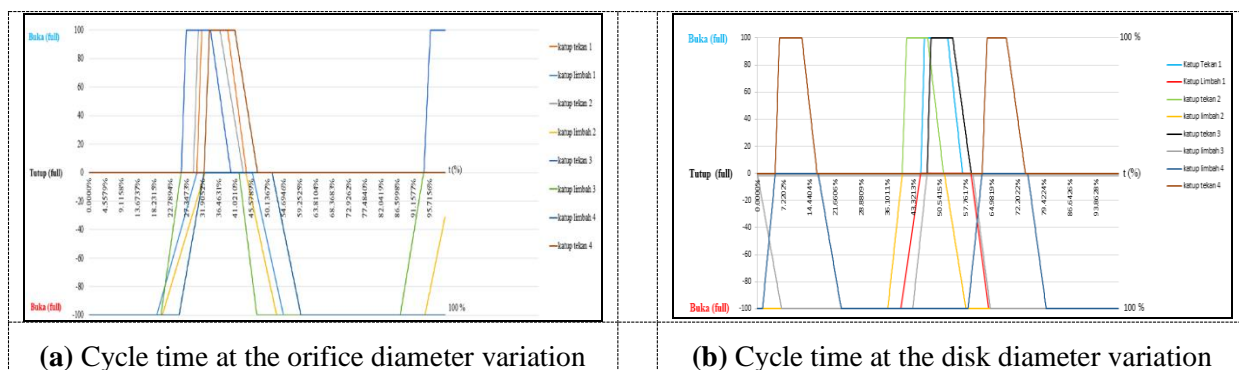 Buka (full)
100
80
60
40
20
Tutup (full)
0
-20
-40
-60
-80
Buka (full)
-100
t(%)
100 %
0.0000%
4.5579%
9.1158%
13.6737%
18.2315%
22.7894%
27.3473%
31.9052%
36.4631%
41.0210%
45.5789%
50.1367%
54.6946%
59.2525%
63.8104%
68.3683%
72.9262%
77.4840%
82.0419%
86.5998%
91.1577%
95.7156%
katup tekan 1
katup limbah 1
katup tekan 2
katup limbah 2
katup tekan 3
katup limbah 3
katup limbah 4
katup tekan 4
(a) Cycle time at the orifice diameter variation
Buka (full)
100
80
60
40
20
Tutup (full)
0
-20
-40
-60
-80
Buka (full)
-100
100 %
t (%)
100 %
0.0000%
7.2202%
14.4404%
21.6606%
28.8809%
36.1011%
43.3213%
50.5415%
57.7617%
64.9819%
72.2022%
79.4224%
86.6426%
93.8628%
Katup Tekan 1
Katup Limbah 1
katup tekan 2
katup limbah 2
katup tekan 3
katup limbah 3
katup limbah 4
katup tekan 4
(b) Cycle time at the disk diameter variation